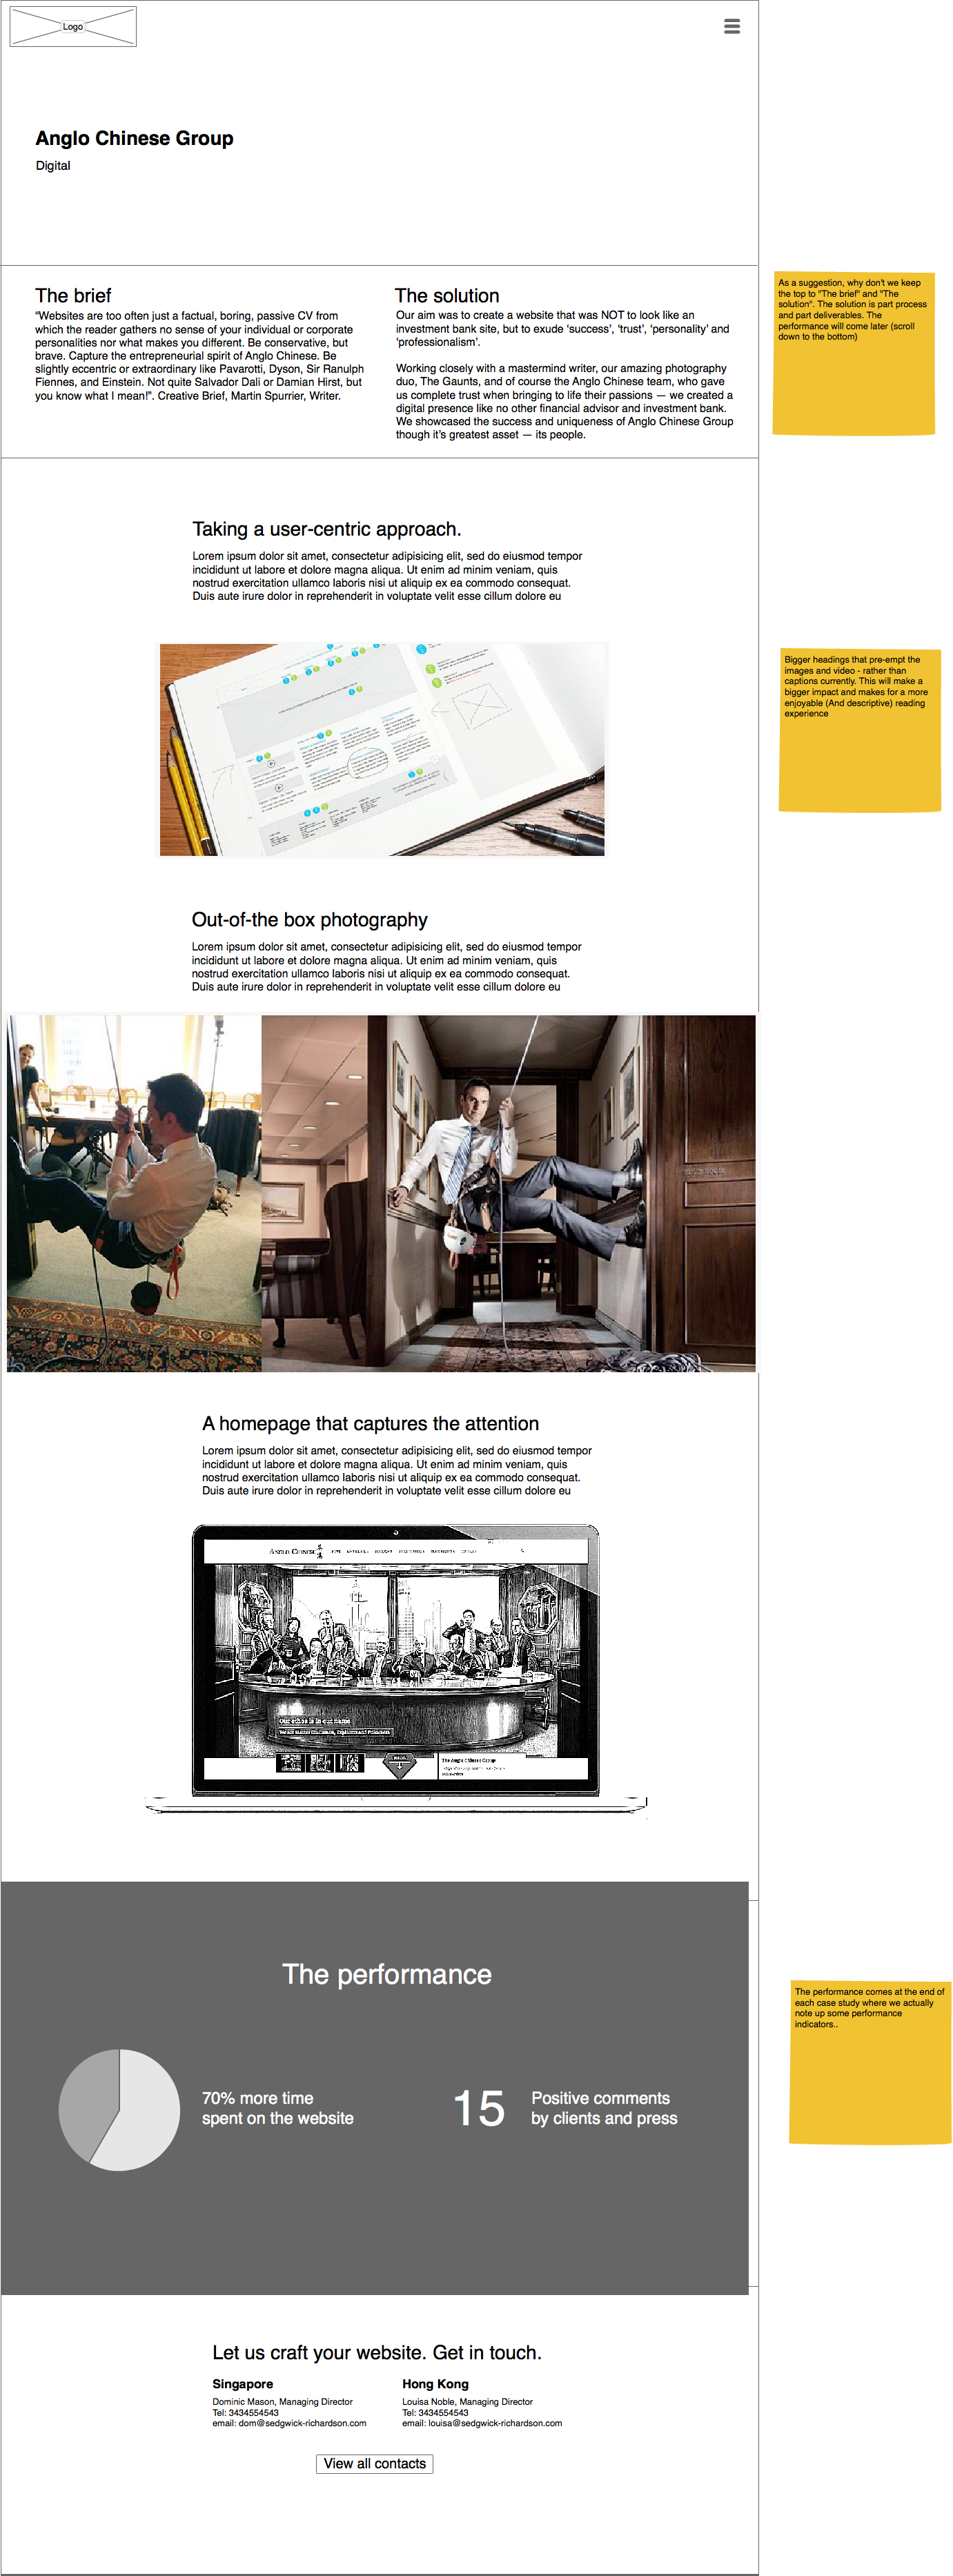 Logo
Anglo Chinese Group
Digital
The brief
“Websites are too often just a factual, boring, passive CV from
which the reader gathers no sense of your individual or corporate
personalities nor what makes you different. Be conservative, but
brave. Capture the entrepreneurial spirit of Anglo Chinese. Be
slightly eccentric or extraordinary like Pavarotti, Dyson, Sir Ranulph
Fiennes, and Einstein. Not quite Salvador Dali or Damian Hirst, but
you know what I mean!”. Creative Brief, Martin Spurrier, Writer.
The solution
Our aim was to create a website that was NOT to look like an
investment bank site, but to exude ‘success’, ‘trust’, ‘personality’ and
‘professionalism’.
Working closely with a mastermind writer, our amazing photography
duo, The Gaunts, and of course the Anglo Chinese team, who gave
us complete trust when bringing to life their passions — we created a
digital presence like no other financial advisor and investment bank.
We showcased the success and uniqueness of Anglo Chinese Group
though it’s greatest asset — its people.
As a suggestion, why don't we keep
the top to "The brief" and "The
solution". The solution is part process
and part deliverables. The
performance will come later (scroll
down to the bottom)
Taking a user-centric approach.
Lorem ipsum dolor sit amet, consectetur adipisicing elit, sed do eiusmod tempor
incididunt ut labore et dolore magna aliqua. Ut enim ad minim veniam, quis
nostrud exercitation ullamco laboris nisi ut aliquip ex ea commodo consequat.
Duis aute irure dolor in reprehenderit in voluptate velit esse cillum dolore eu
Bigger headings that pre-empt the
images and video - rather than
captions currently. This will make a
bigger impact and makes for a more
enjoyable (And descriptive) reading
experience
Out-of-the box photography
Lorem ipsum dolor sit amet, consectetur adipisicing elit, sed do eiusmod tempor
incididunt ut labore et dolore magna aliqua. Ut enim ad minim veniam, quis
nostrud exercitation ullamco laboris nisi ut aliquip ex ea commodo consequat.
Duis aute irure dolor in reprehenderit in voluptate velit esse cillum dolore eu
A homepage that captures the attention
Lorem ipsum dolor sit amet, consectetur adipisicing elit, sed do eiusmod tempor
incididunt ut labore et dolore magna aliqua. Ut enim ad minim veniam, quis
nostrud exercitation ullamco laboris nisi ut aliquip ex ea commodo consequat.
Duis aute irure dolor in reprehenderit in voluptate velit esse cillum dolore eu
ANGLO CHINESE
Our ethos is in our name
The Anglo Chinese Group
The performance
70% more time
spent on the website
15
Positive comments
by clients and press
The performance comes at the end of
each case study where we actually
note up some performance
indicators..
Let us craft your website. Get in touch.
Singapore
Dominic Mason, Managing Director
Tel: 3434554543
email: dom@sedgwick-richardson.com
Hong Kong
Louisa Noble, Managing Director
Tel: 3434554543
email: louisa@sedgwick-richardson.com
View all contacts